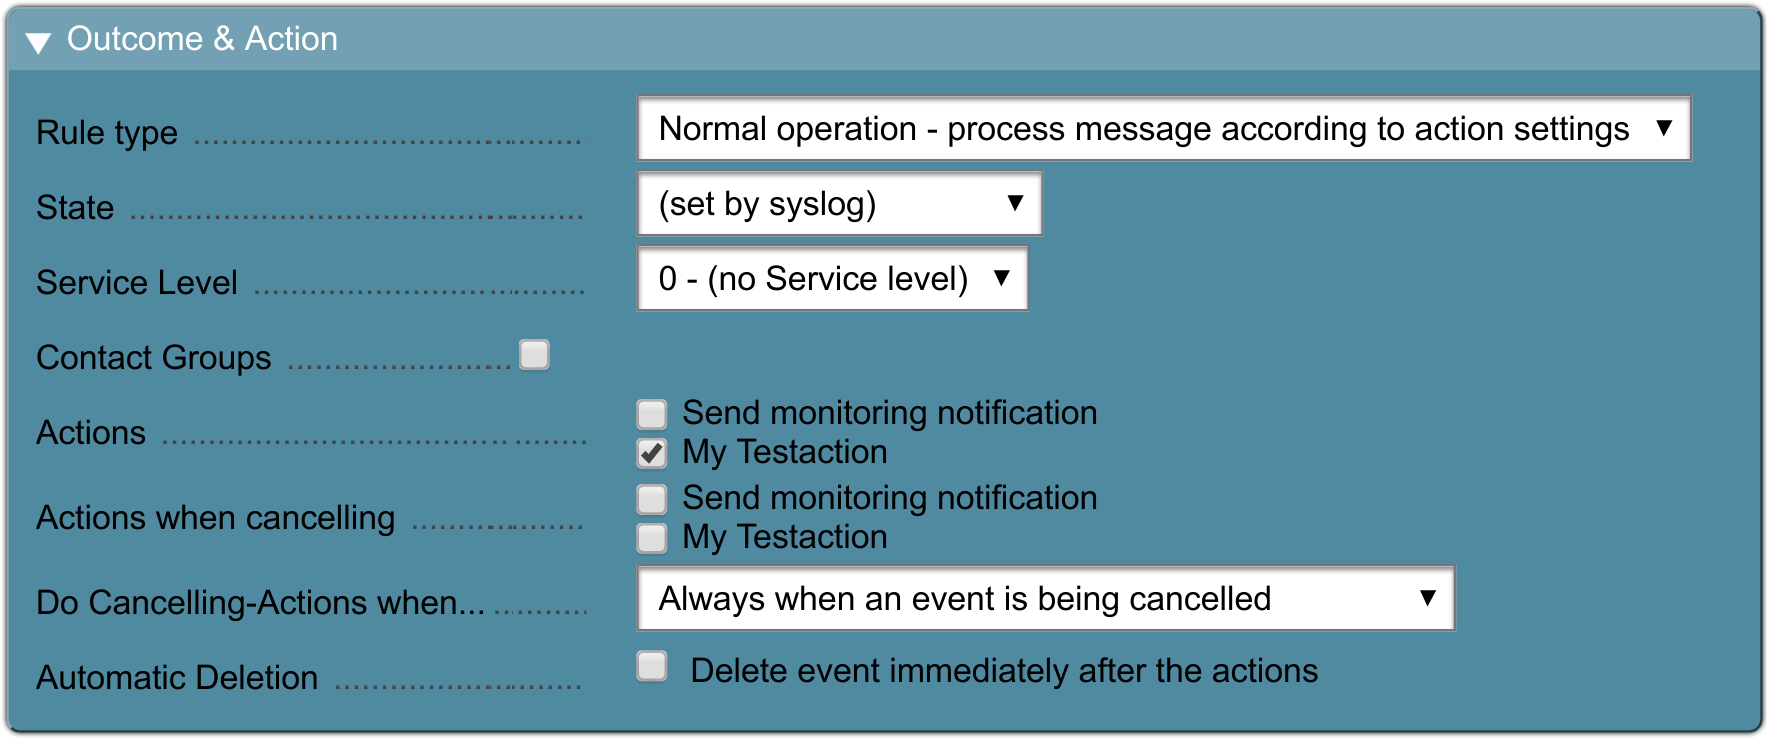 Outcome & Action
Rule type Normal operation - process message according to action settings
State (set by syslog)
Service Level 0 - (no Service level)
Contact Groups
Actions Send monitoring notification
My Testaction
Actions when cancelling Send monitoring notification
My Testaction
Do Cancelling-Actions when... Always when an event is being cancelled
Automatic Deletion Delete event immediately after the actions